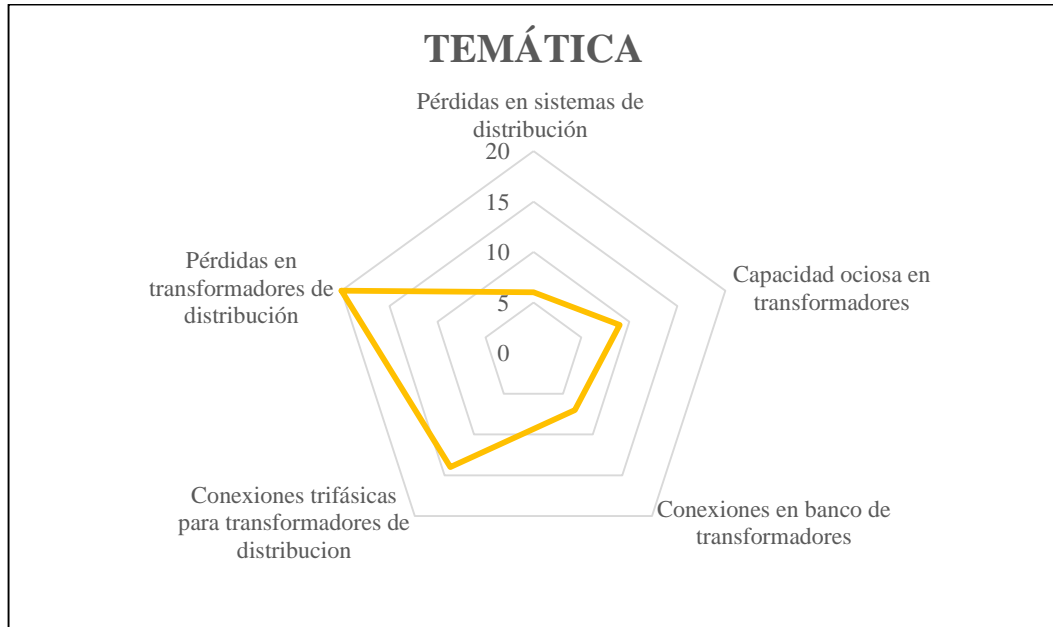 TEMÁTICA
Pérdidas en sistemas de
distribución
20
15
10
5
0
Capacidad ociosa en
transformadores
Conexiones en banco de
transformadores
Conexiones trifásicas
para transformadores de
distribucion
Pérdidas en
transformadores de
distribución